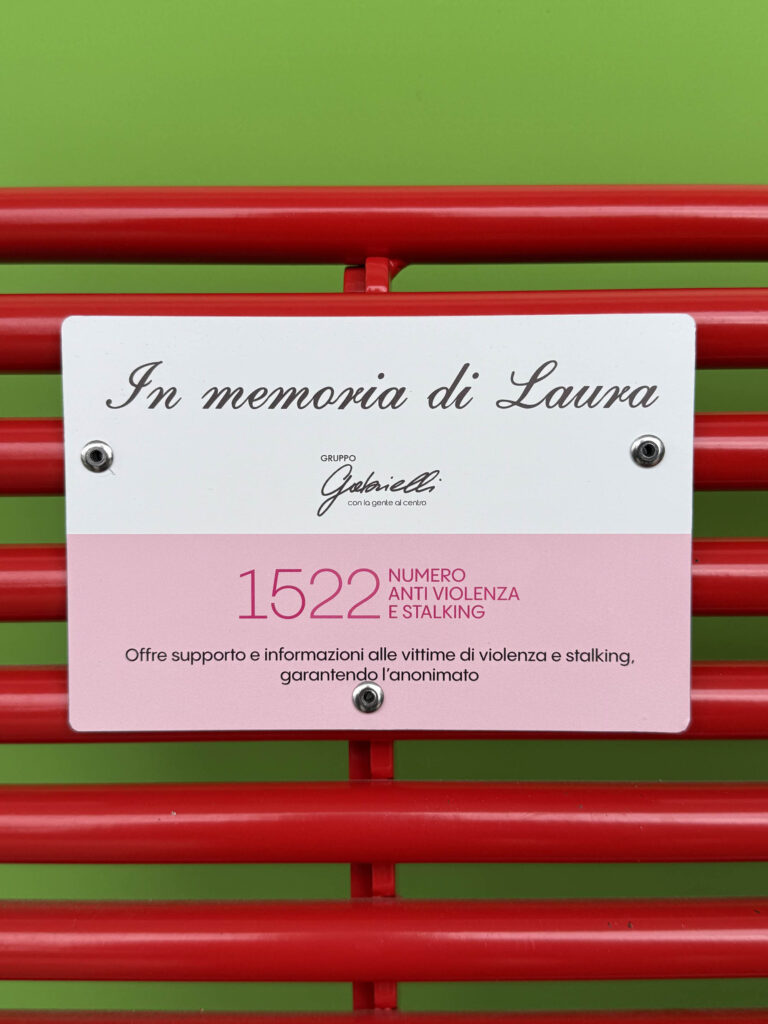 In memoria di Laura
GRUPPO
Gabrielli
con la gente al centro
1522 NUMERO
ANTI VIOLENZA
E STALKING
Offre supporto e informazioni alle vittime di violenza e stalking,
garantendo l'anonimato